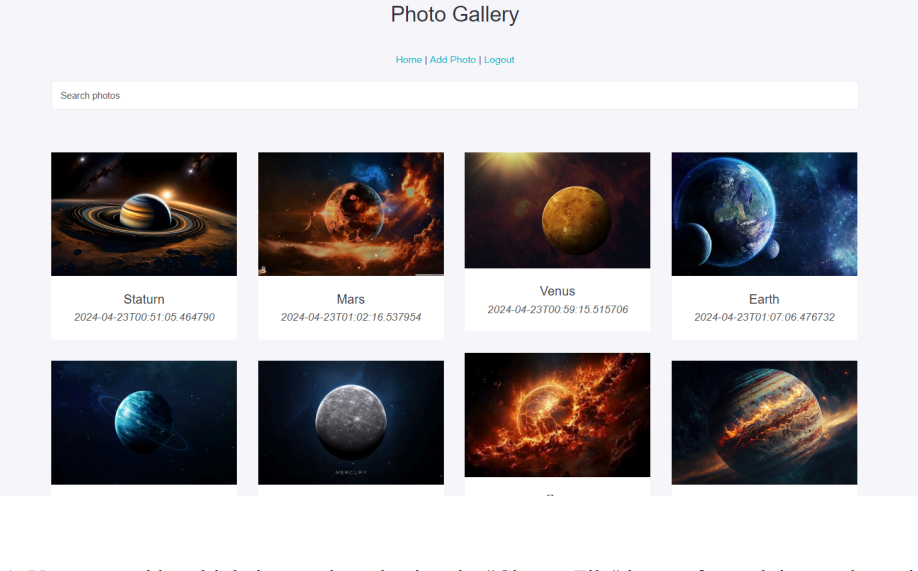 Photo Gallery
Home | Add Photo | Logout
Search photos
Staturn
2024-04-23T00:51:05.464790
Mars
2024-04-23T01:02:16.537954
Venus
2024-04-23T00:59:15.515706
Earth
2024-04-23T01:07:06.476732
MERCURY